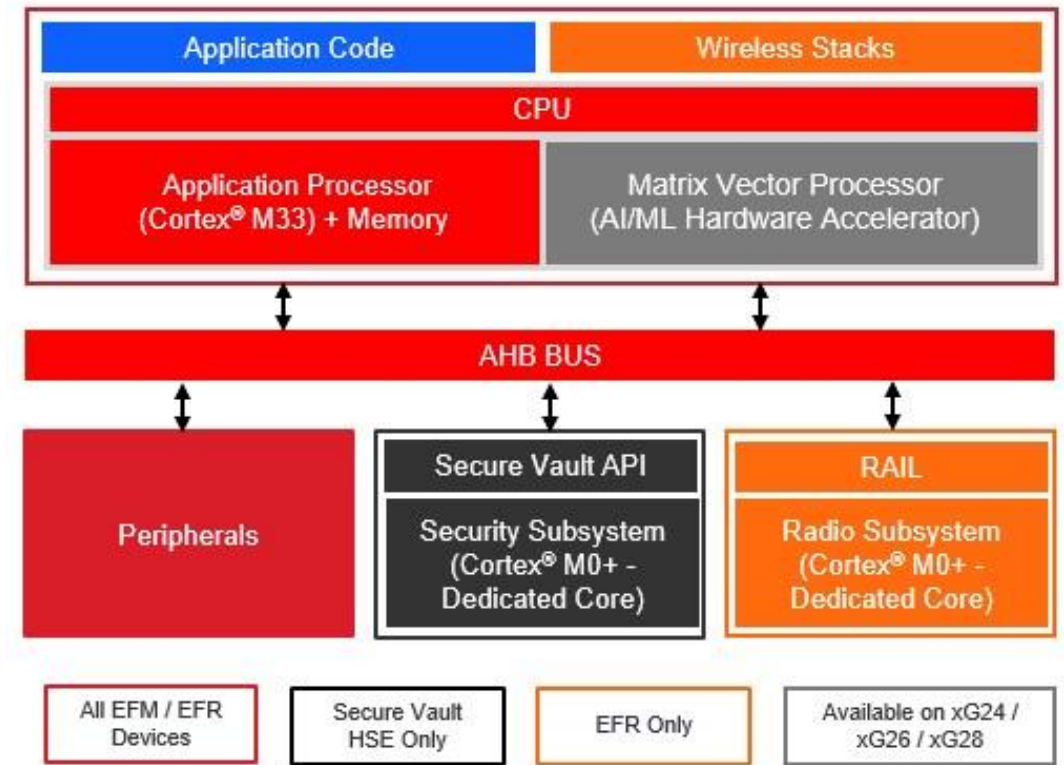 Application Code
Wireless Stacks
CPU
Application Processor
(Cortex® M33) + Memory
Matrix Vector Processor
(AI/ML Hardware Accelerator)
AHB BUS
Peripherals
Secure Vault API
Security Subsystem
(Cortex® M0+ -
Dedicated Core)
RAIL
Radio Subsystem
(Cortex® M0+ -
Dedicated Core)
All EFM / EFR
Devices
Secure Vault
HSE Only
EFR Only
Available on xG24 /
xG26 / xG28